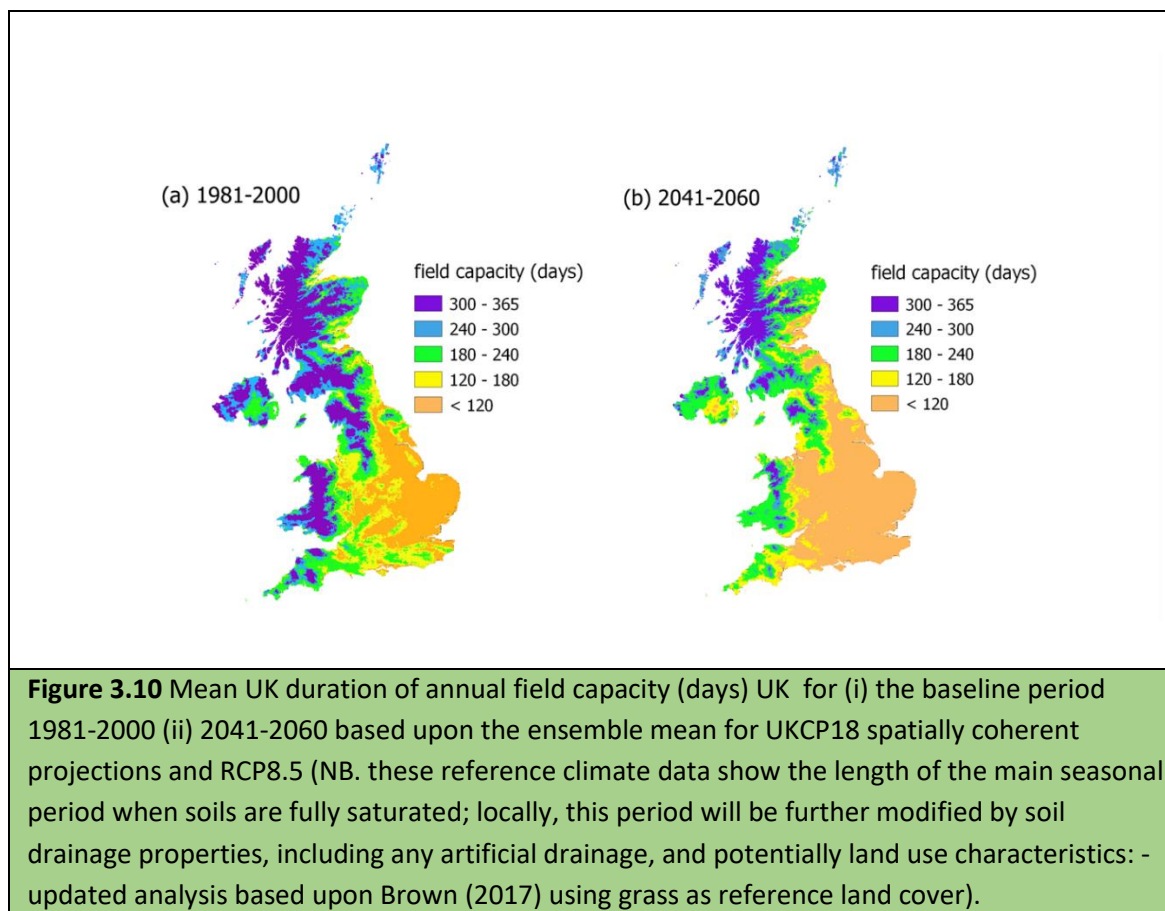 (a) 1981-2000
field capacity (days)
300 - 365
240 - 300
180 - 240
120 - 180
< 120
(b) 2041-2060
field capacity (days)
300 - 365
240 - 300
180 - 240
120 - 180
< 120
Figure 3.10 Mean UK duration of annual field capacity (days) UK for (i) the baseline period
1981-2000 (ii) 2041-2060 based upon the ensemble mean for UKCP18 spatially coherent
projections and RCP8.5 (NB. these reference climate data show the length of the main seasonal
period when soils are fully saturated; locally, this period will be further modified by soil
drainage properties, including any artificial drainage, and potentially land use characteristics: -
updated analysis based upon Brown (2017) using grass as reference land cover).